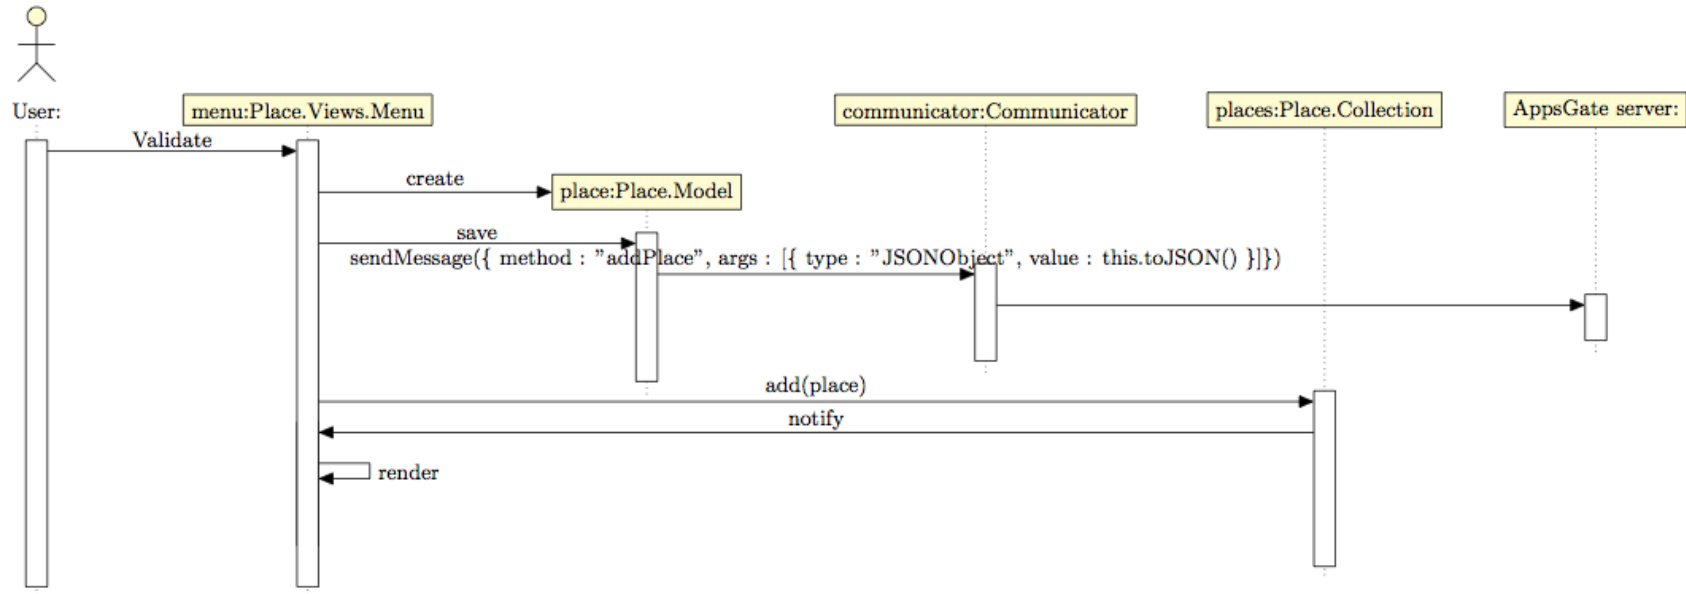 User:
menu:Place.Views.Menu
communicator:Communicator
places:Place.Collection
AppsGate server:
Validate
create
place:Place.Model
save
sendMessage({ method : "addPlace", args : [{ type : "JSONObject", value : this.toJSON() }]})
add(place)
notify
render